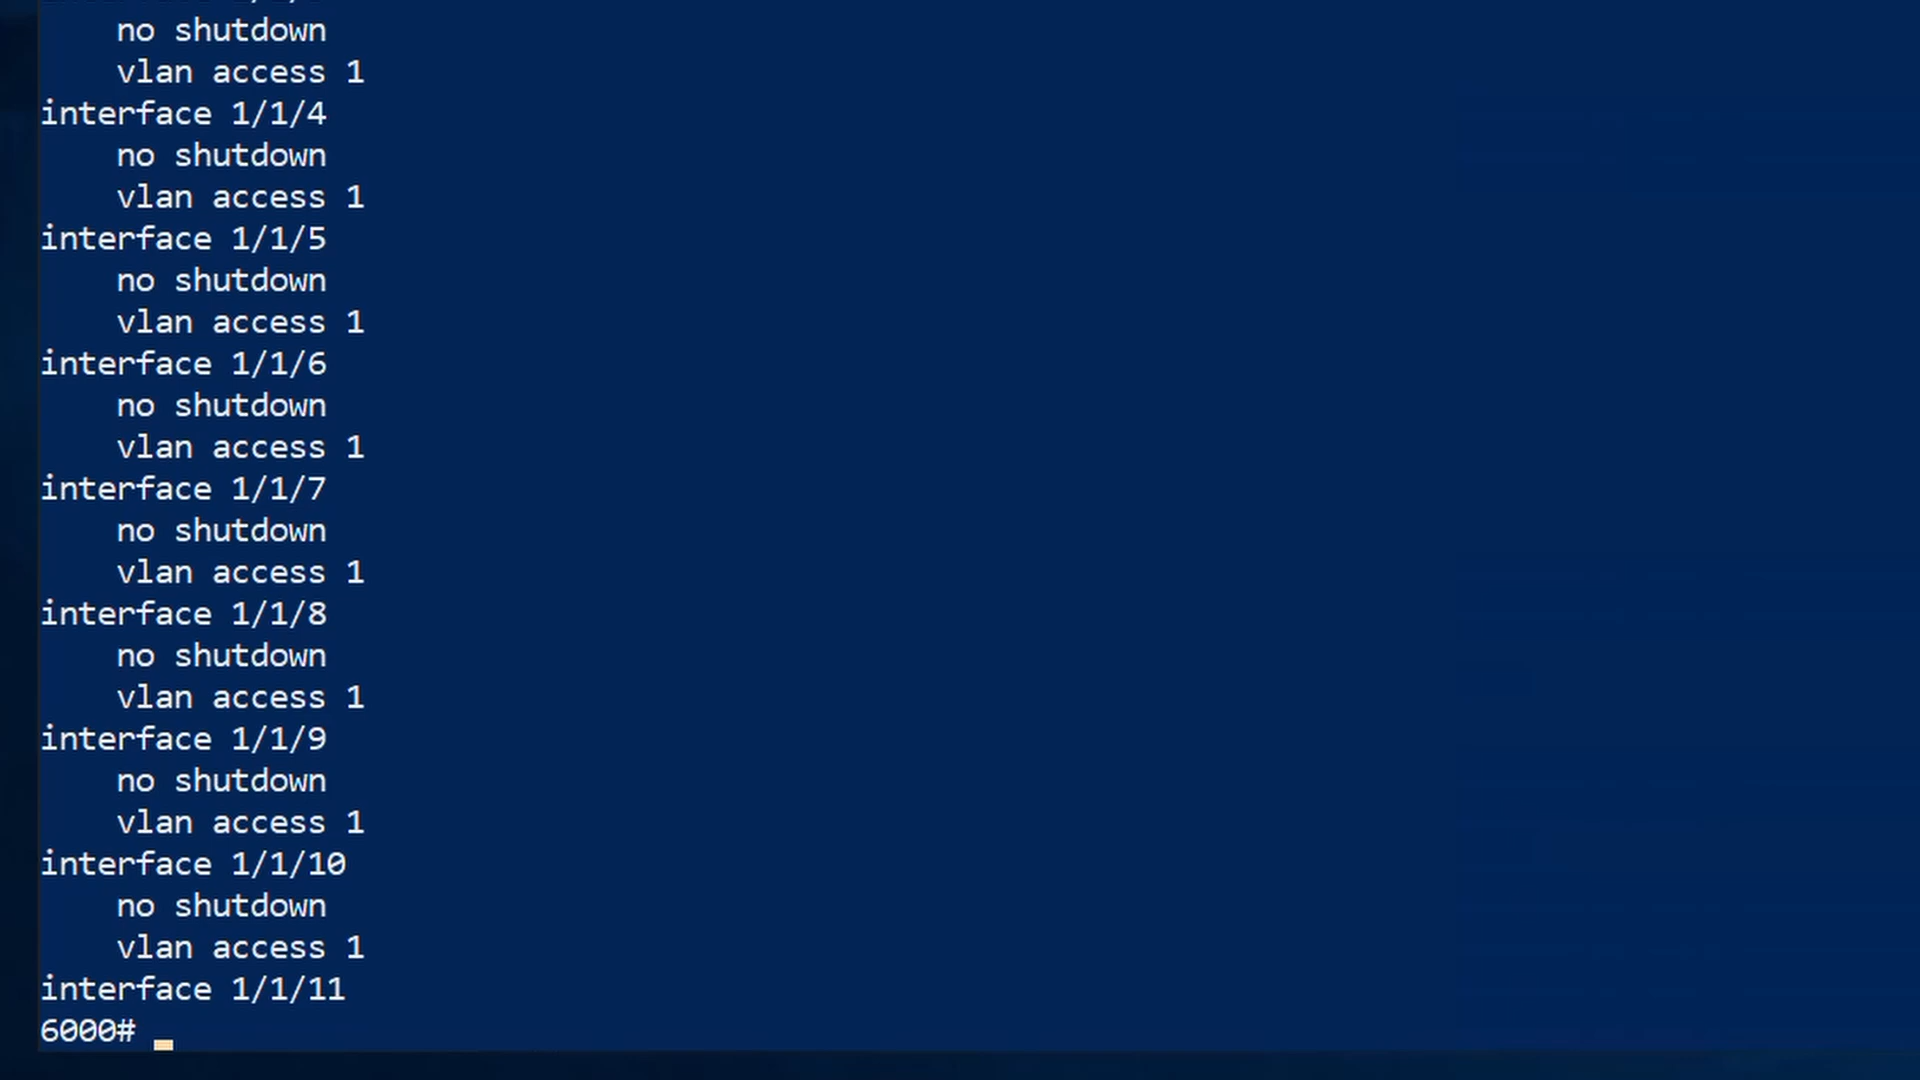 no shutdown
vlan access 1
interface 1/1/4
no shutdown
vlan access 1
interface 1/1/5
no shutdown
vlan access 1
interface 1/1/6
no shutdown
vlan access 1
interface 1/1/7
no shutdown
vlan access 1
interface 1/1/8
no shutdown
vlan access 1
interface 1/1/9
no shutdown
vlan access 1
interface 1/1/10
no shutdown
vlan access 1
interface 1/1/11
6000#